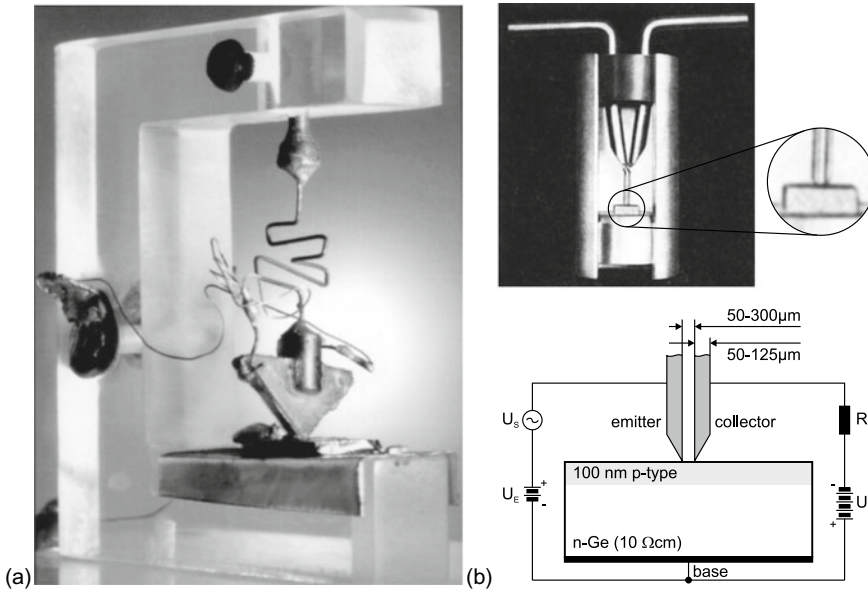 (a)
50-300µm
50-125µm
U_S
emitter
collector
R
100 nm p-type
U_E
+
-
-
U
+
n-Ge (10 Ωcm)
base
(b)